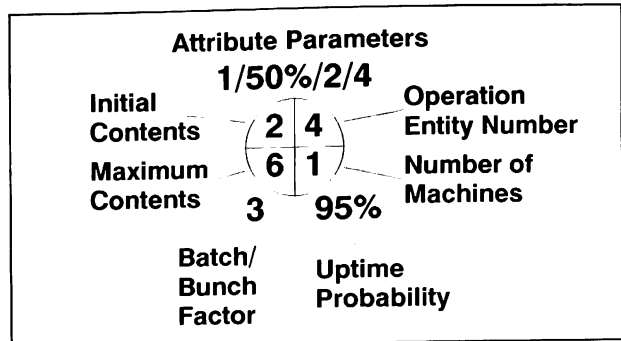 Attribute Parameters
1/50%/2/4
Initial
Contents
2 4
Operation
Entity Number
Maximum
Contents
6 1
Number of
Machines
3 95%
Batch/
Bunch
Factor
Uptime
Probability